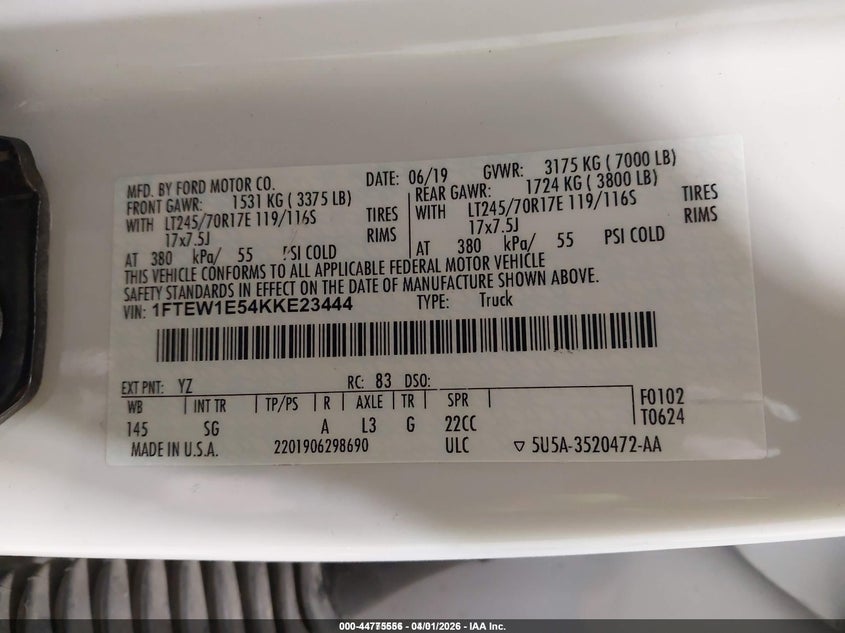 MFD. BY FORD MOTOR CO. DATE: 06/19 GVWR: 3175 KG ( 7000 LB)
FRONT GAWR: 1531 KG ( 3375 LB) REAR GAWR: 1724 KG ( 3800 LB)
WITH LT245/70R17E 119/116S TIRES WITH LT245/70R17E 119/116S TIRES
17x7.5J RIMS 17x7.5J RIMS
AT 380 kPa/ 55 PSI COLD AT 380 kPa/ 55 PSI COLD
THIS VEHICLE CONFORMS TO ALL APPLICABLE FEDERAL MOTOR VEHICLE
SAFETY STANDARDS IN EFFECT ON THE DATE OF MANUFACTURE SHOWN ABOVE.
VIN: 1FTEW1E54KKE23444 TYPE: Truck
EXT PNT: YZ RC: 83 DSO:
WB INT TR TP/PS R AXLE TR SPR F0102
145 SG A L3 G 22CC T0624
MADE IN U.S.A. 2201906298690 ULC ▽ 5U5A-3520472-AA
000-44775556 - 04/01/2026 - IAA Inc.